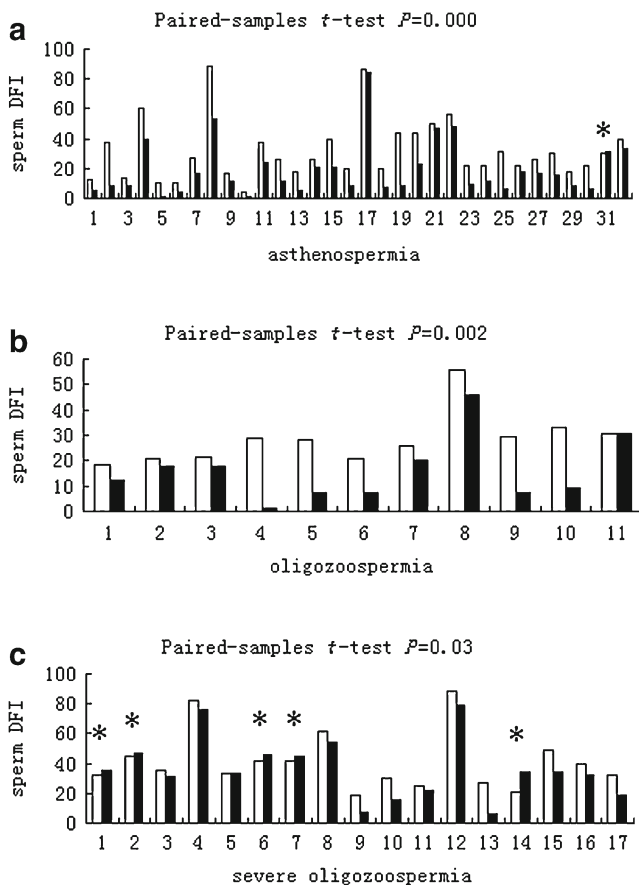 a
Paired-samples t-test P=0.000
100
80
60
40
20
0
sperm DFI
*
1 3 5 7 9 11 13 15 17 19 21 23 25 27 29 31
asthenospermia
b
Paired-samples t-test P=0.002
60
50
40
30
20
10
0
sperm DFI
1 2 3 4 5 6 7 8 9 10 11
oligozoospermia
c
Paired-samples t-test P=0.03
100
80
60
40
20
0
sperm DFI
* * * * *
1 2 3 4 5 6 7 8 9 10 11 12 13 14 15 16 17
severe oligozoospermia